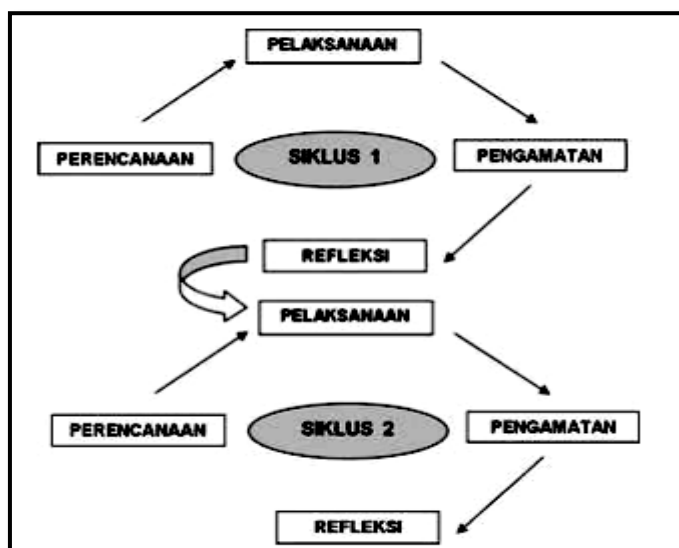 PELAKSANAAN
PERENCANAAN
SIKLUS 1
PENGAMATAN
REFLEKSI
PELAKSANAAN
PERENCANAAN
SIKLUS 2
PENGAMATAN
REFLEKSI